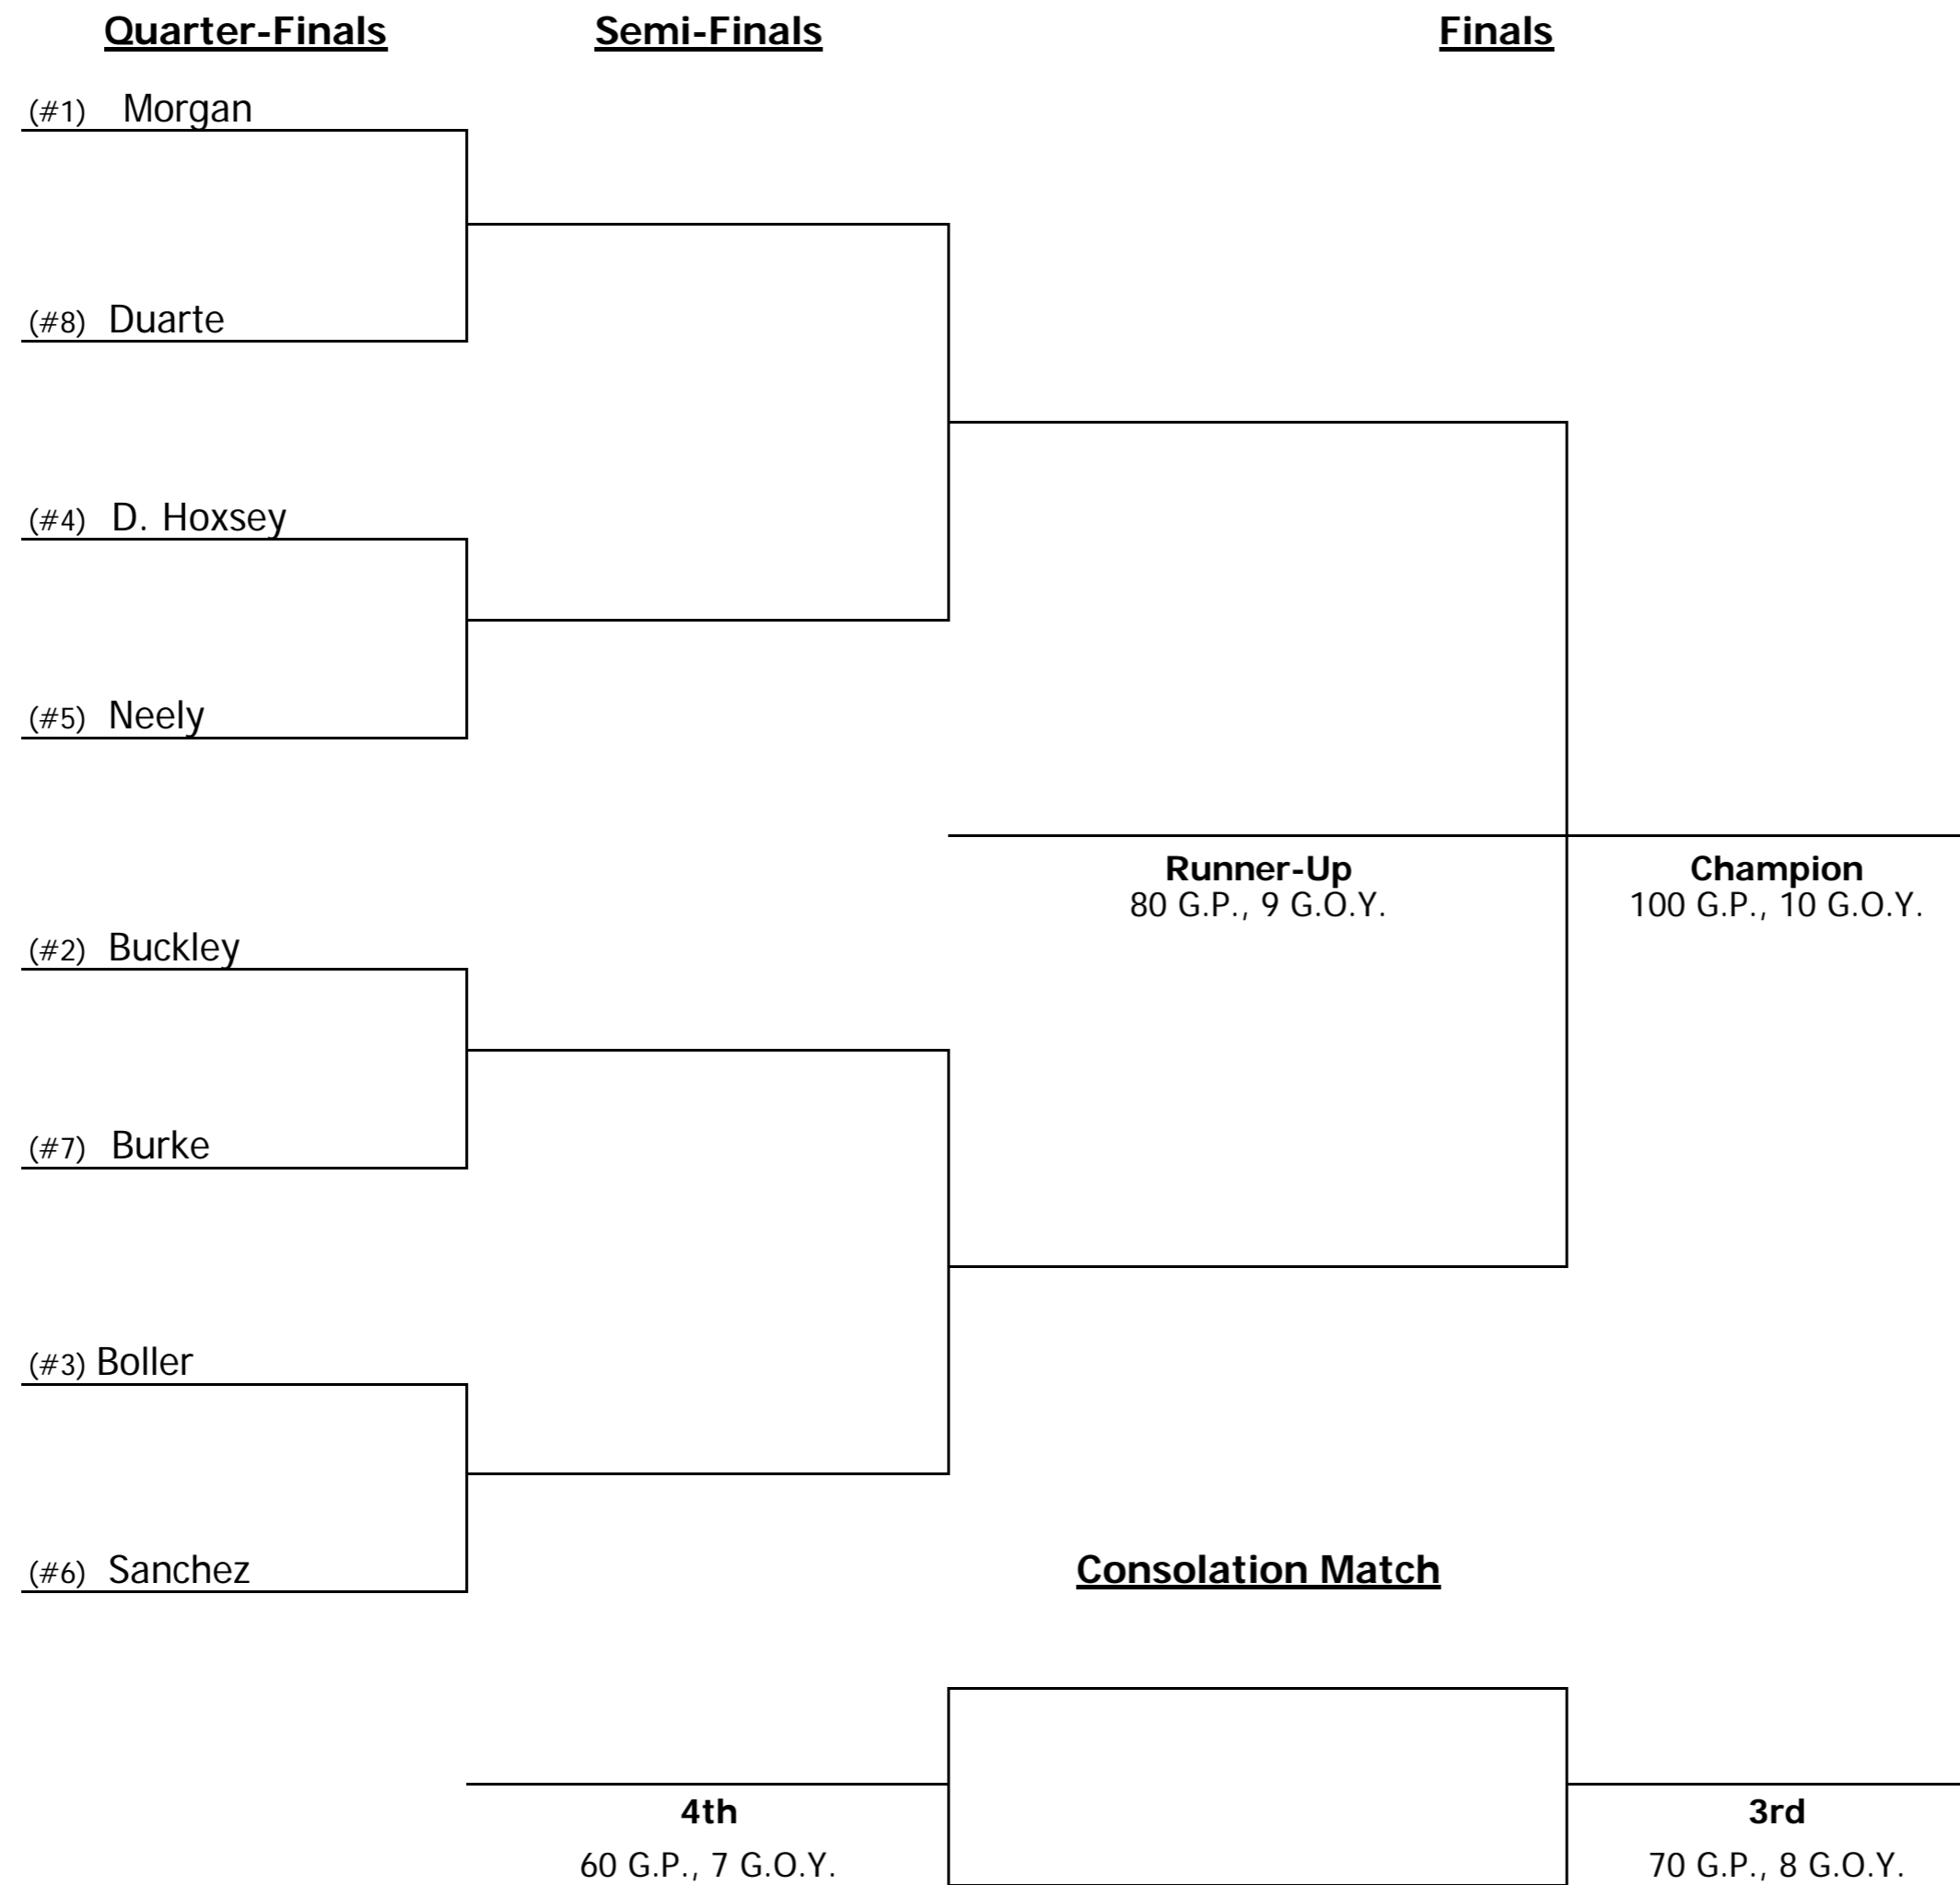 Quarter-Finals Semi-Finals Finals
(#1) Morgan
(#8) Duarte
(#4) D. Hoxsey
(#5) Neely
Runner-Up Champion
80 G.P., 9 G.O.Y. 100 G.P., 10 G.O.Y.
(#2) Buckley
(#7) Burke
(#3) Boller
(#6) Sanchez Consolation Match
4th 3rd
60 G.P., 7 G.O.Y. 70 G.P., 8 G.O.Y.